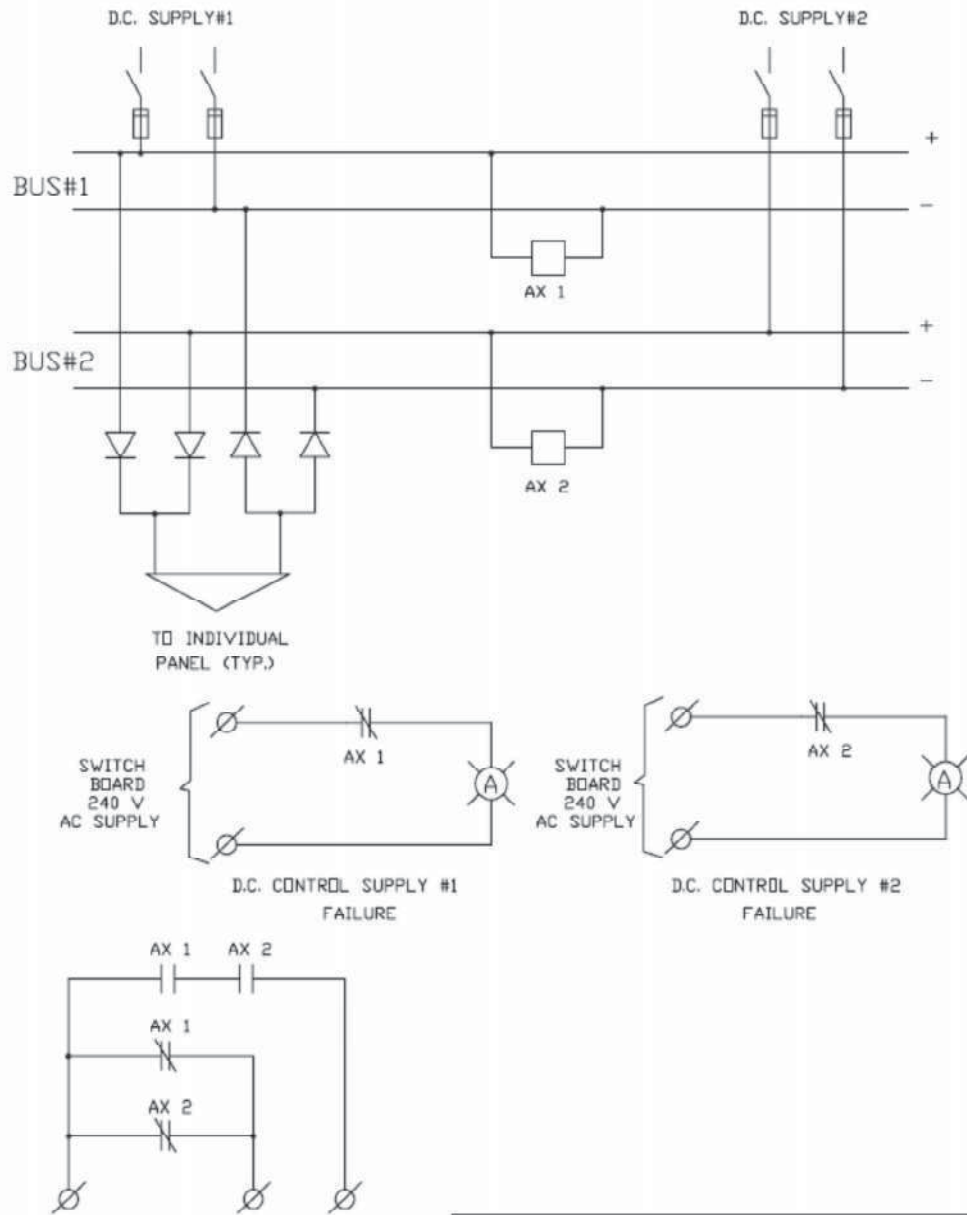 D.C. SUPPLY#1
D.C. SUPPLY#2
+
BUS#1
-
AX 1
+
BUS#2
-
AX 2
TO INDIVIDUAL
PANEL (TYP.)
SWITCH
BOARD
240 V
AC SUPPLY
AX 1
A
D.C. CONTROL SUPPLY #1
FAILURE
SWITCH
BOARD
240 V
AC SUPPLY
AX 2
A
D.C. CONTROL SUPPLY #2
FAILURE
AX 1
AX 2
AX 1
AX 2